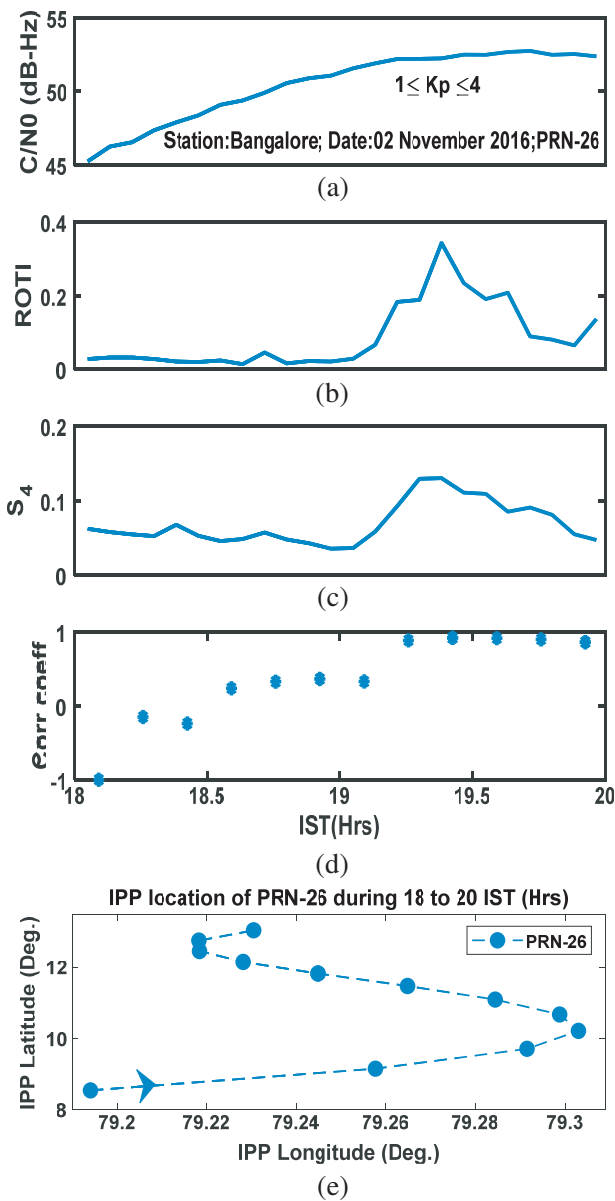 55
50
45
C/N0 (dB-Hz)
1≤ Kp ≤4
Station:Bangalore; Date:02 November 2016;PRN-26
(a)
0.4
0.2
0
ROTI
(b)
0.2
0.1
0
S4
(c)
1
0
-1
Corr coeff
18 18.5 19 19.5 20
IST(Hrs)
(d)
IPP location of PRN-26 during 18 to 20 IST (Hrs)
PRN-26
12
10
8
IPP Latitude (Deg.)
79.2 79.22 79.24 79.26 79.28 79.3
IPP Longitude (Deg.)
(e)